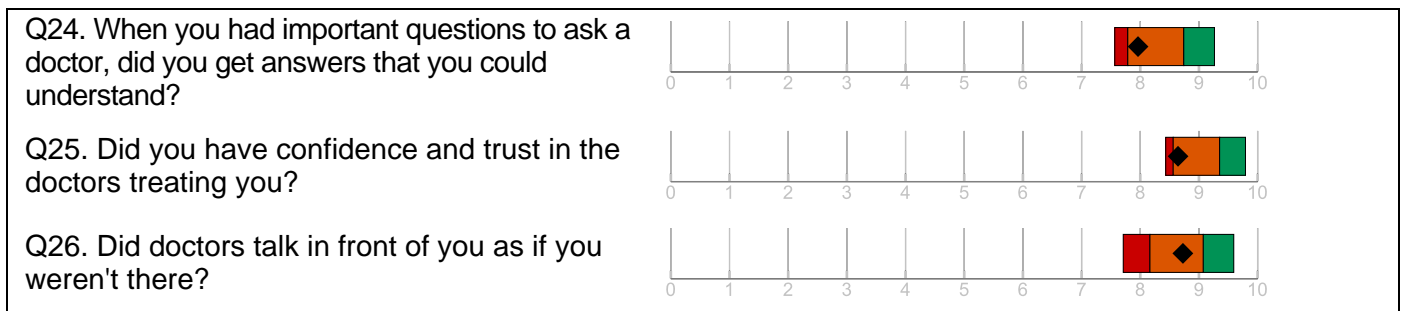 Q24. When you had important questions to ask a
doctor, did you get answers that you could
understand?
0 1 2 3 4 5 6 7 8 9 10
Q25. Did you have confidence and trust in the
doctors treating you?
0 1 2 3 4 5 6 7 8 9 10
Q26. Did doctors talk in front of you as if you
weren't there?
0 1 2 3 4 5 6 7 8 9 10